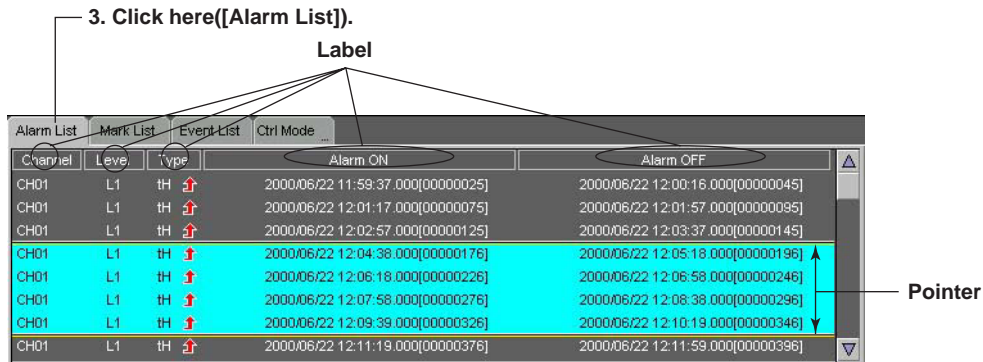 3. Click here([Alarm List]).
Label
Alarm List Mark List Event List Ctrl Mode ...
Channel Level Type Alarm ON Alarm OFF
CH01 L1 tH 2000/06/22 11:59:37.000[00000025] 2000/06/22 12:00:16.000[00000045]
CH01 L1 tH 2000/06/22 12:01:17.000[00000075] 2000/06/22 12:01:57.000[00000095]
CH01 L1 tH 2000/06/22 12:02:57.000[00000125] 2000/06/22 12:03:37.000[00000145]
CH01 L1 tH 2000/06/22 12:04:38.000[00000176] 2000/06/22 12:05:18.000[00000196]
CH01 L1 tH 2000/06/22 12:06:18.000[00000226] 2000/06/22 12:06:58.000[00000246]
CH01 L1 tH 2000/06/22 12:07:58.000[00000276] 2000/06/22 12:08:38.000[00000296]
Pointer
CH01 L1 tH 2000/06/22 12:09:39.000[00000326] 2000/06/22 12:10:19.000[00000346]
CH01 L1 tH 2000/06/22 12:11:19.000[00000376] 2000/06/22 12:11:59.000[00000396]